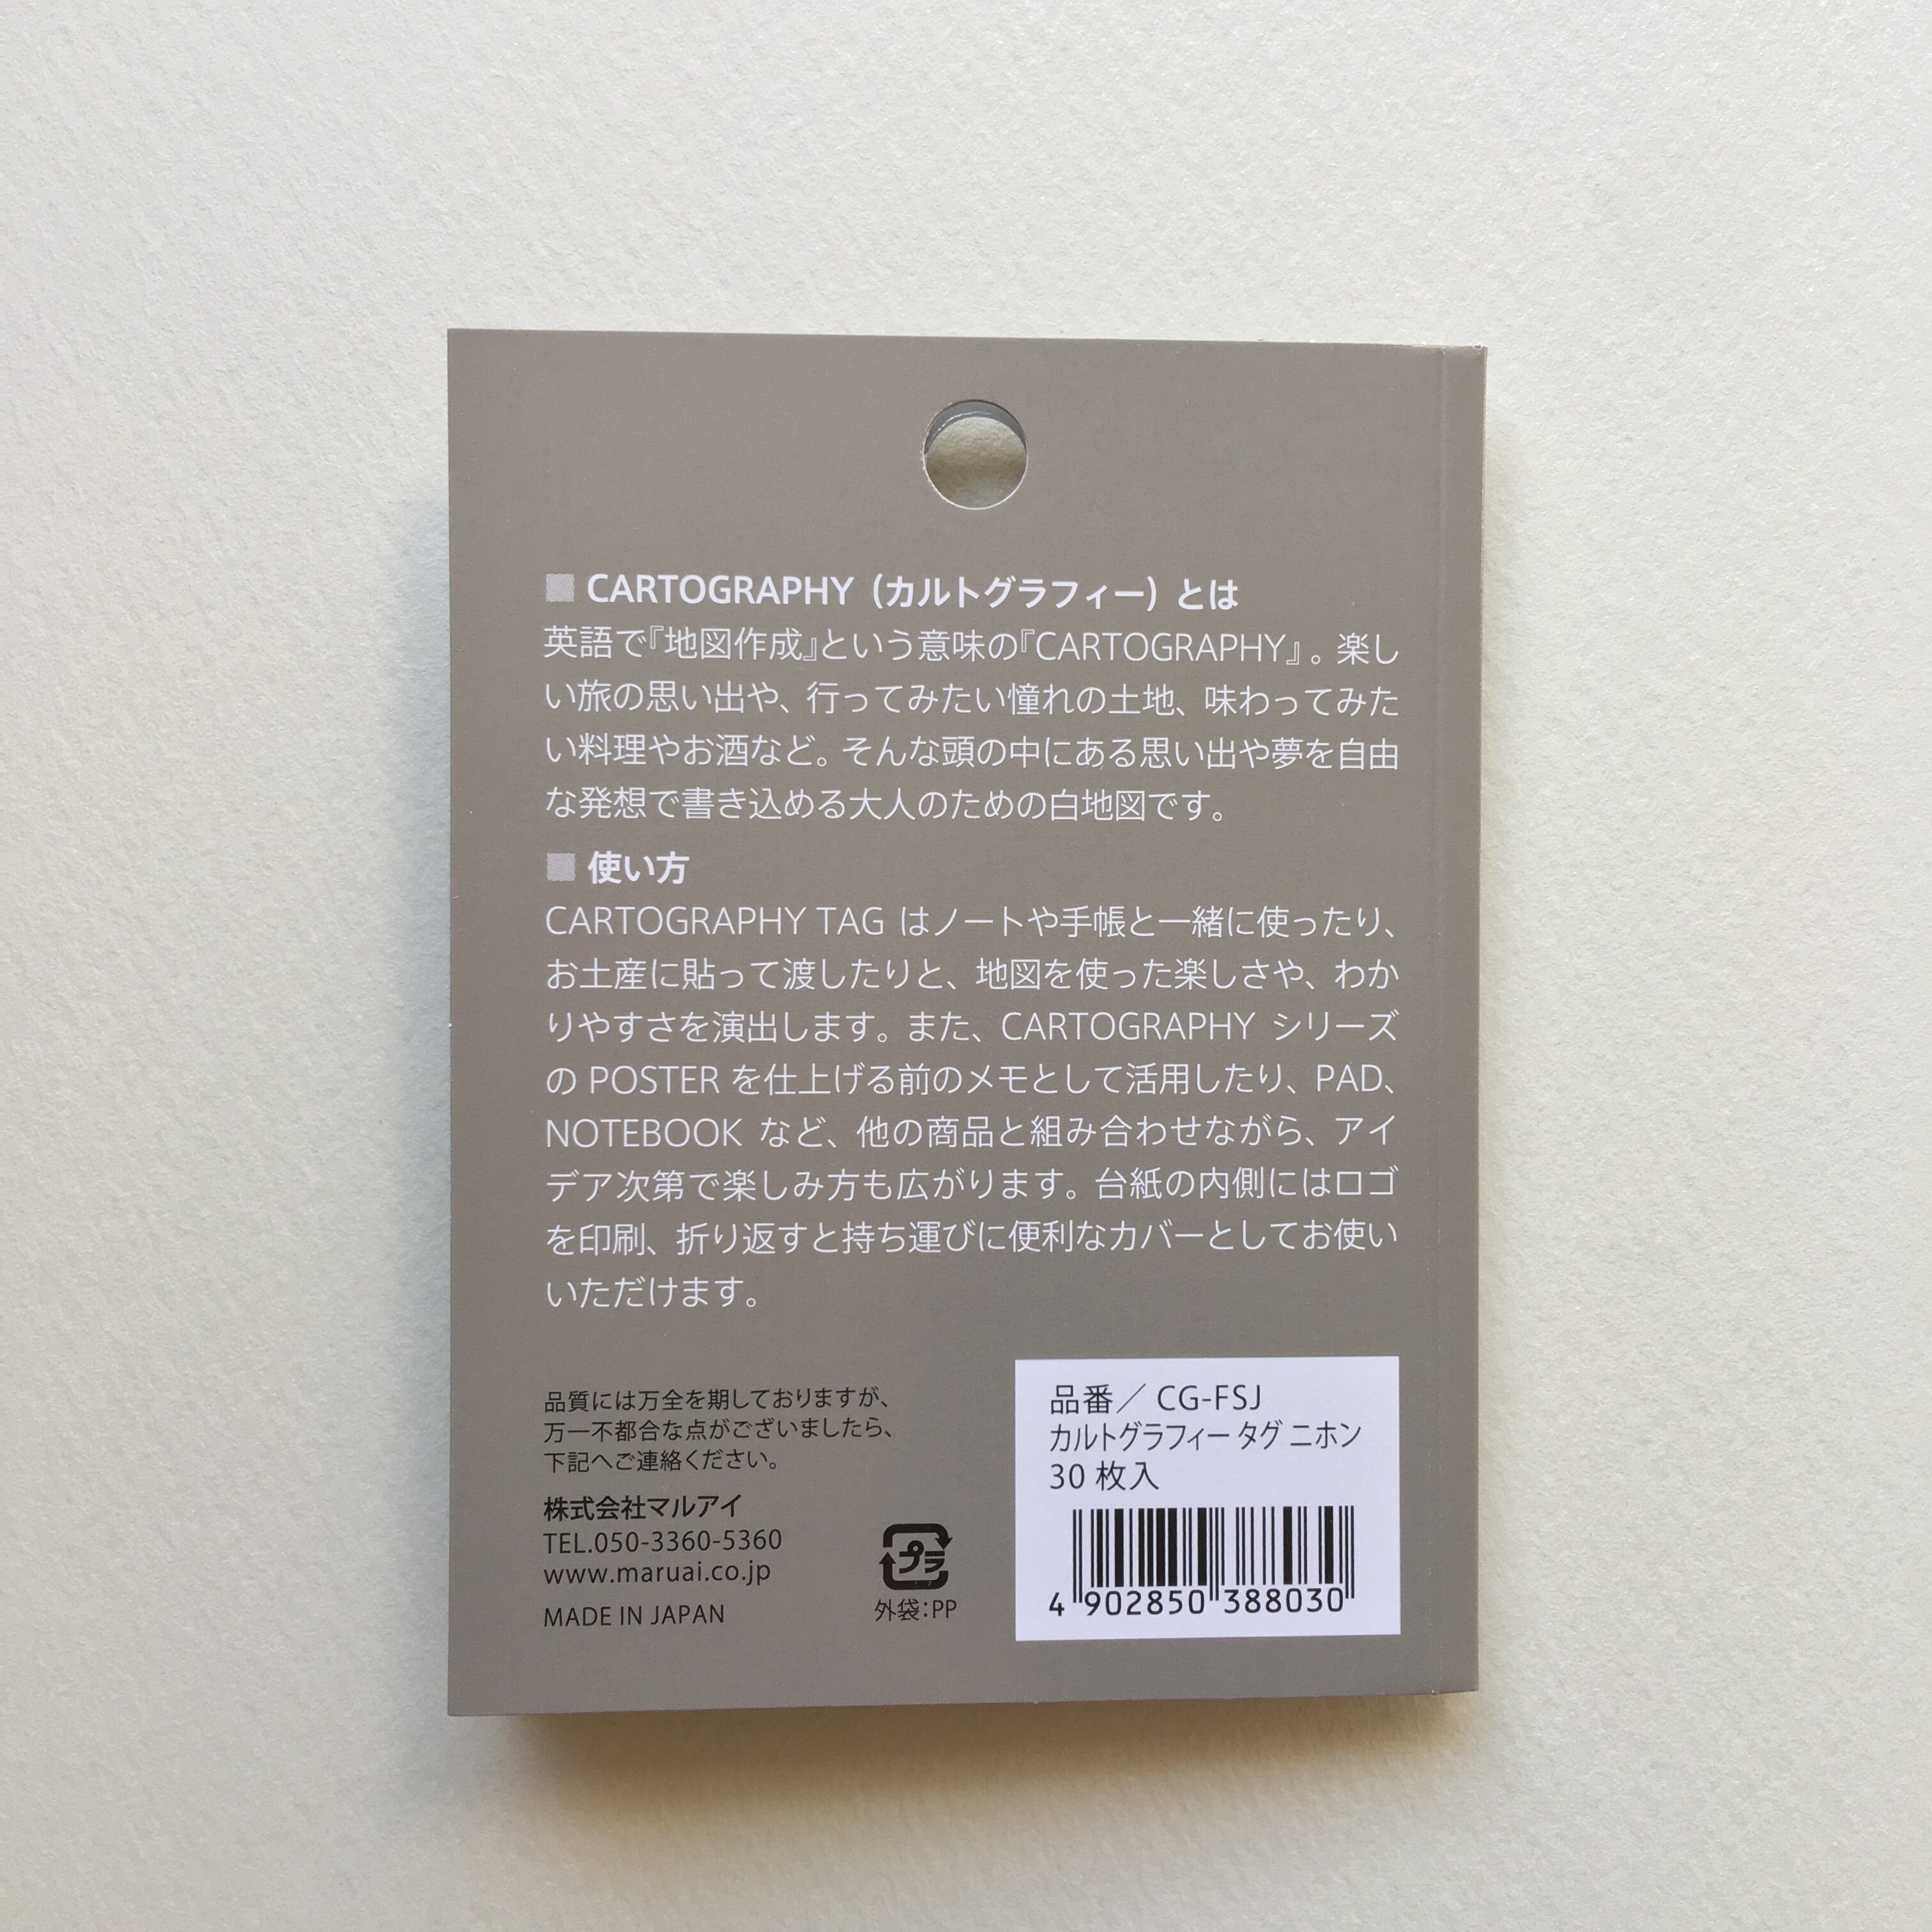 ■ CARTOGRAPHY（カルトグラフィー）とは
英語で『地図作成』という意味の『CARTOGRAPHY』。楽し
い旅の思い出や、行ってみたい憧れの土地、味わってみた
い料理やお酒など。そんな頭の中にある思い出や夢を自由
な発想で書き込める大人のための白地図です。
■ 使い方
CARTOGRAPHY TAG はノートや手帳と一緒に使ったり、
お土産に貼って渡したりと、地図を使った楽しさや、わか
りやすさを演出します。また、CARTOGRAPHY シリーズ
の POSTER を仕上げる前のメモとして活用したり、PAD、
NOTEBOOK など、他の商品と組み合わせながら、アイ
デア次第で楽しみ方も広がります。台紙の内側にはロゴ
を印刷、折り返すと持ち運びに便利なカバーとしてお使い
いただけます。
品質には万全を期しておりますが、
万一不都合な点がございましたら、
下記へご連絡ください。
株式会社マルアイ
TEL.050-3360-5360
www.maruai.co.jp
MADE IN JAPAN
プラ
外袋：PP
品番／ CG-FSJ
カルトグラフィー タグ ニホン
30 枚入
4 902850 388030